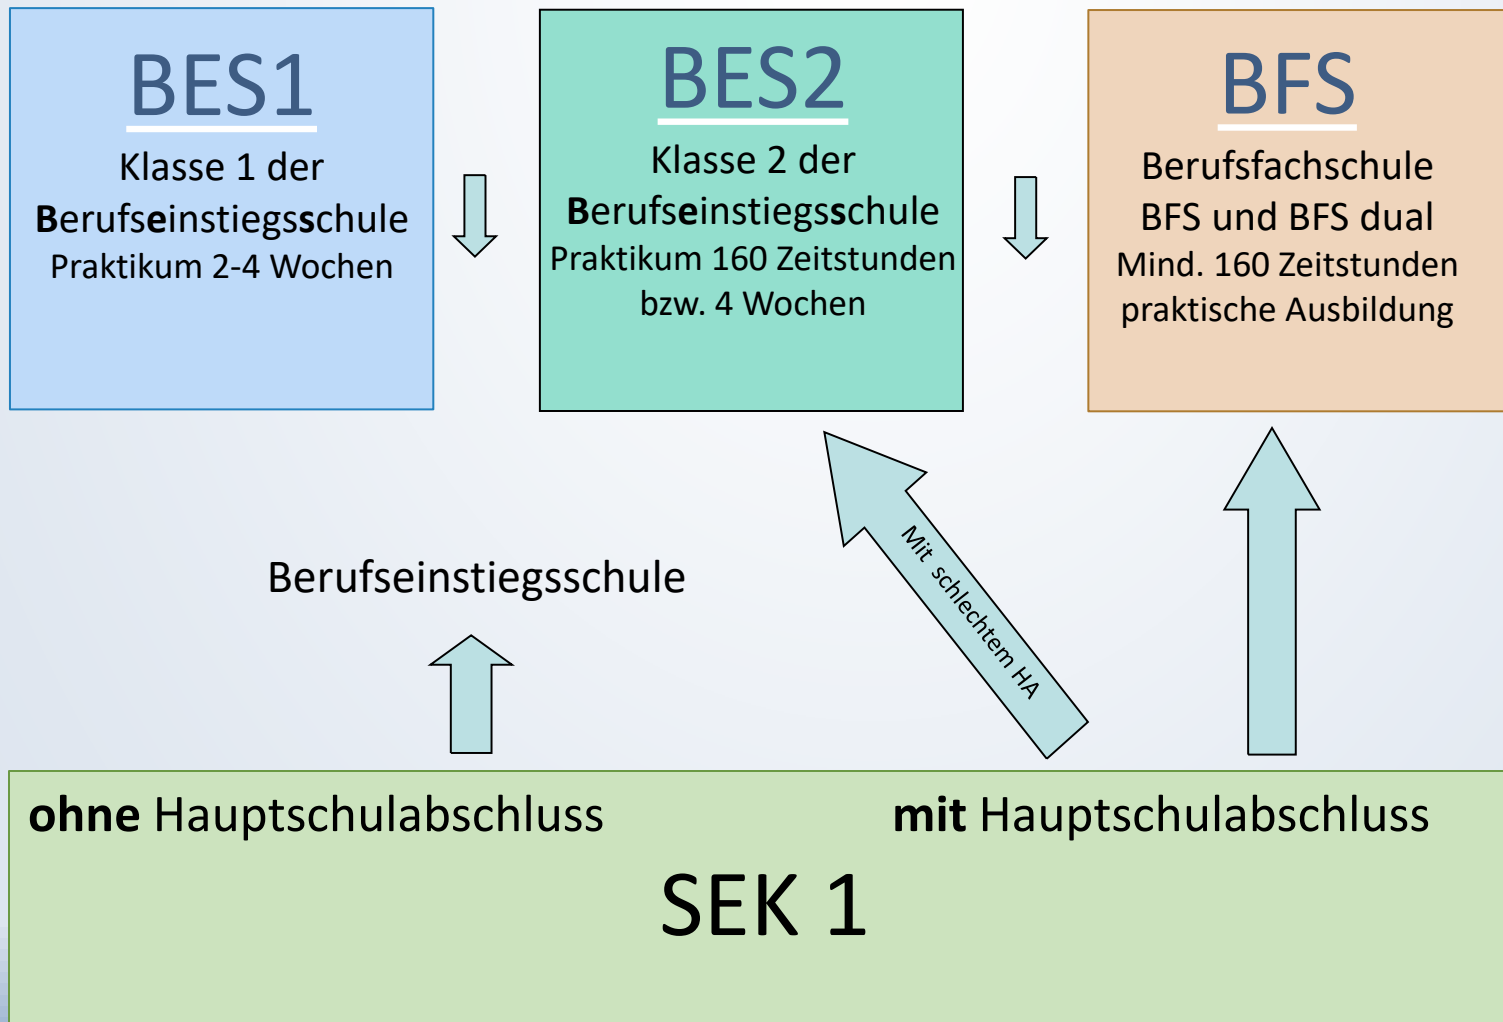 BES1
Klasse 1 der
Berufseinstiegsschule
Praktikum 2-4 Wochen
BES2
Klasse 2 der
Berufseinstiegsschule
Praktikum 160 Zeitstunden
bzw. 4 Wochen
BFS
Berufsfachschule
BFS und BFS dual
Mind. 160 Zeitstunden
praktische Ausbildung
Mit schlechtem HA
Berufseinstiegsschule
ohne Hauptschulabschluss
mit Hauptschulabschluss
SEK 1